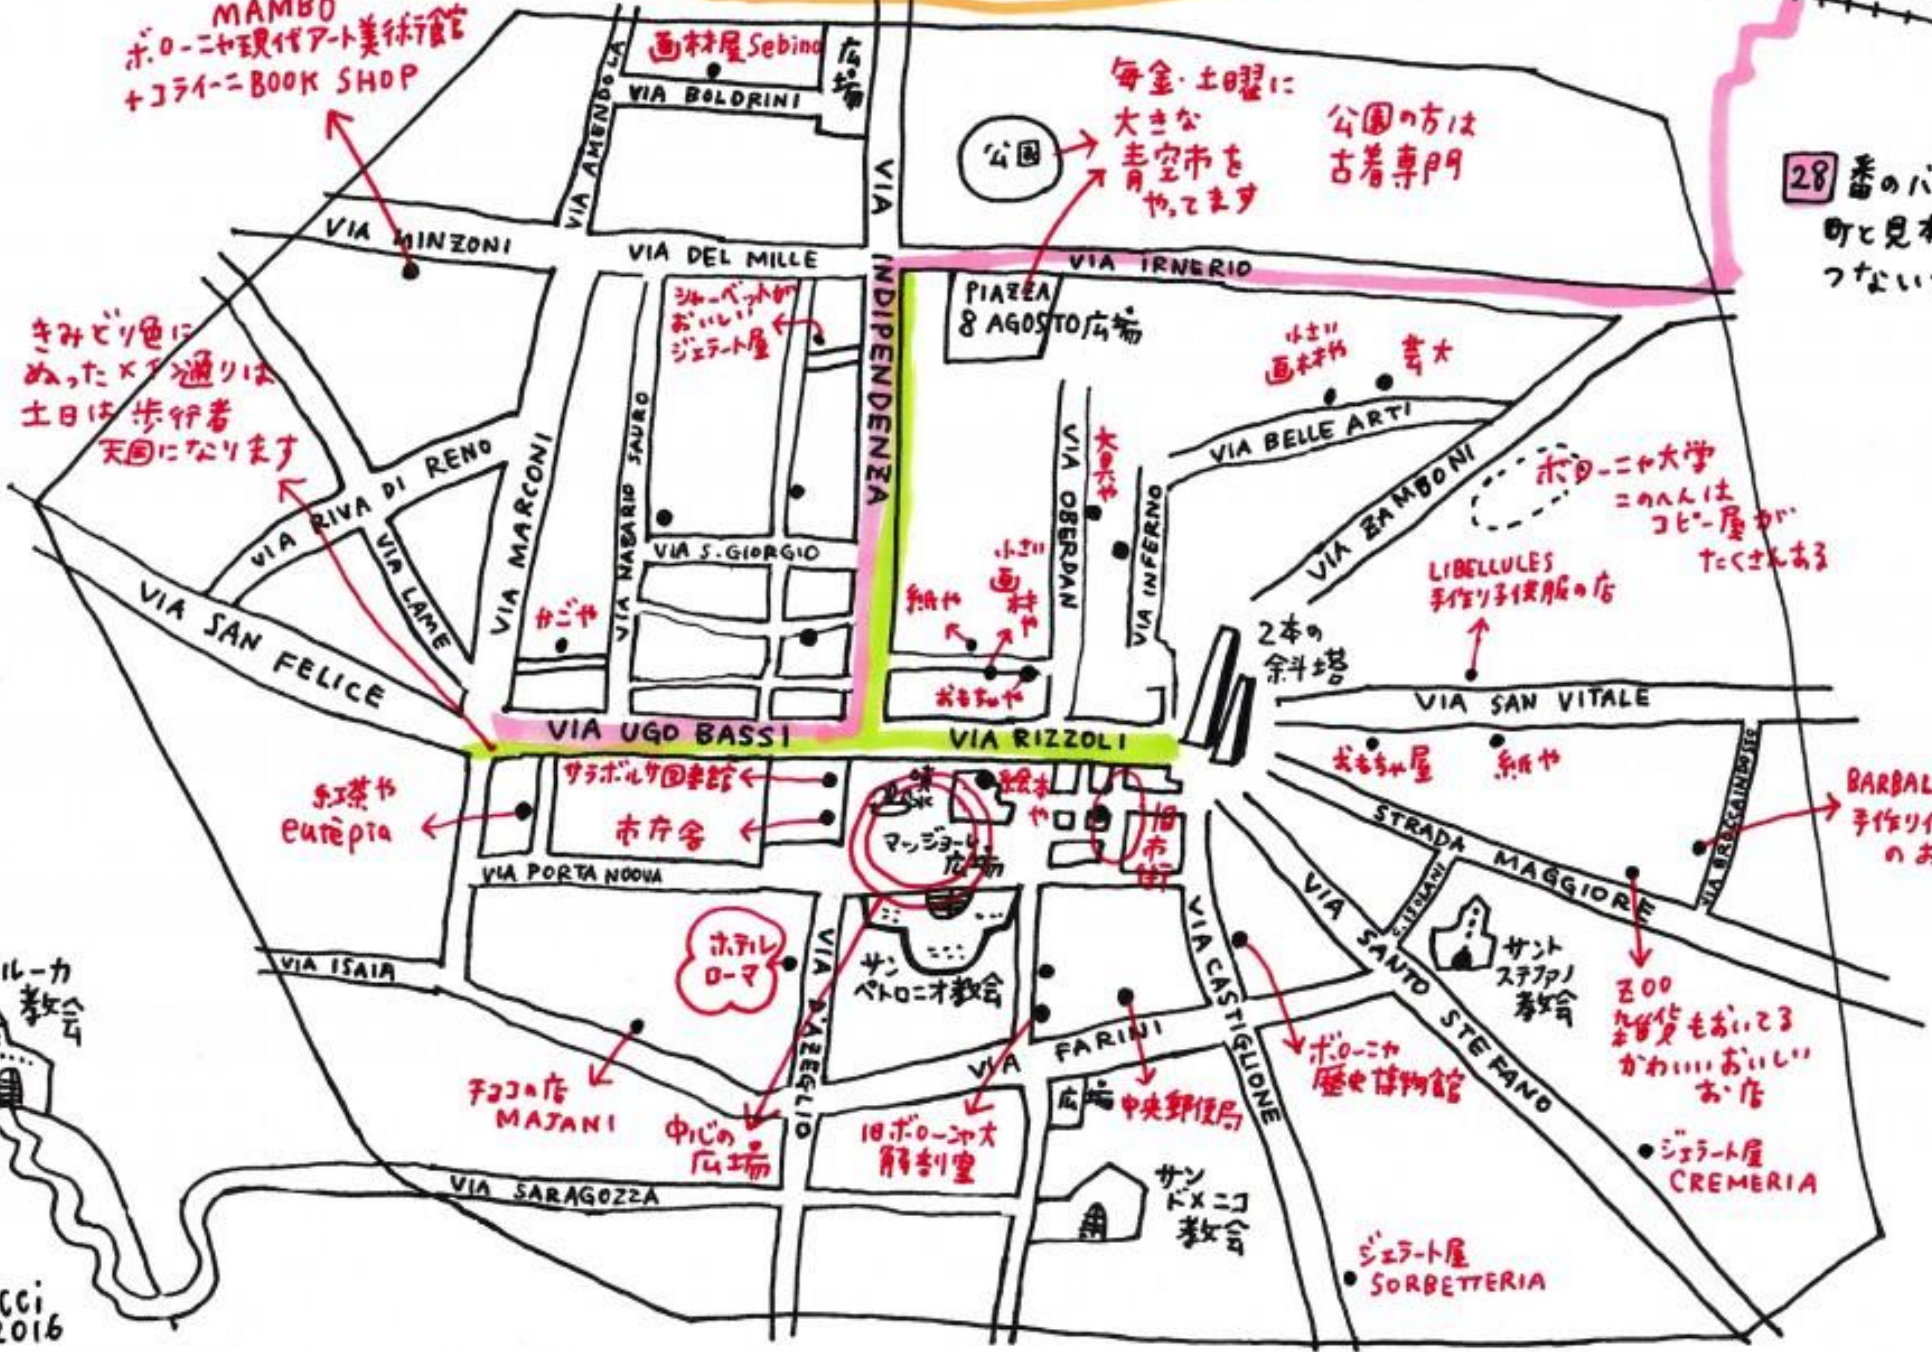 MAMBO
ボローニャ現代アート美術館
+コライーニBOOK SHOP
画材屋Sebino
広場
VIA AMENDOLA
VIA BOLDRINI
公園
毎金・土曜に
大きな
青空市を
やってます
公園の方は
古着専門
28 番のバ
町と見本
つない
VIA MINZONI
VIA DEL MILLE
VIA INDIPENDENZA
VIA IRNERIO
PIAZZA
8 AGOSTO広場
シャーベットが
おいしい
ジェラート屋
きみどり色に
ぬったメイン通りは
土日は歩行者
天国になります
小さい
画材や
芸大
VIA BELLE ARTI
VIA ZAMBONI
ボローニャ大学
このへんは
コピー屋が
たくさんある
VIA RIVA DI RENO
VIA MARCONI
VIA NAZARIO SAURO
VIA S.GIORGIO
VIA LAME
VIA SAN FELICE
かごや
紙や
小さい
画材や
おもちゃや
VIA OBERDAN
VIA INFERNO
2本の
斜塔
LIBELLULES
手作り子供服の店
VIA SAN VITALE
VIA UGO BASSI
VIA RIZZOLI
紅茶や
eutèpia
サラボルサ図書館
市庁舎
噴水
マッジョーレ
広場
絵本
や
旧
市
街
おもちゃ屋
紙や
STRADA MAGGIORE
BARBAL
手作り
のお
VIA PORTA NOOVA
VIA ISAIA
ホテル
ローマ
VIA D'AZEGLIO
サン
ペトロニオ教会
VIA CASTIGLIONE
VIA SANTO STEFANO
サント
ステファノ
教会
ZOO
雑貨もおいてる
かわいいおいしい
お店
ルーカ
教会
チョコの店
MAJANI
中心の
広場
VIA FARINI
旧ボローニャ大
解剖室
広場
中央郵便局
ボローニャ
歴史博物館
ジェラート屋
CREMERIA
VIA SARAGOZZA
サン
ドメニコ
教会
ジェラート屋
SORBETTERIA
cci
2016